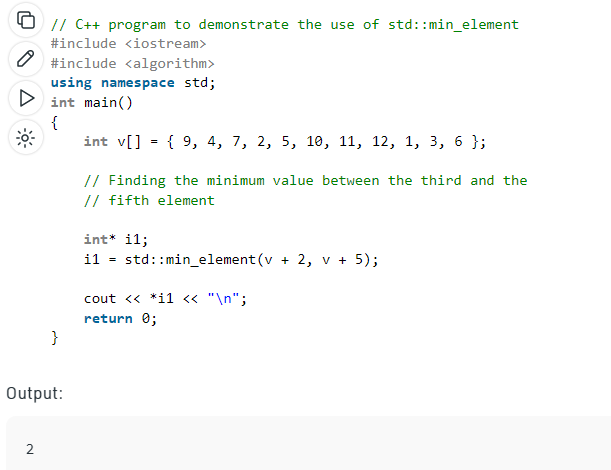 // C++ program to demonstrate the use of std::min_element
#include <iostream>
#include <algorithm>
using namespace std;
int main()
{
    int v[] = { 9, 4, 7, 2, 5, 10, 11, 12, 1, 3, 6 };
    // Finding the minimum value between the third and the
    // fifth element
    int* i1;
    i1 = std::min_element(v + 2, v + 5);
    cout << *i1 << "\n";
    return 0;
}
Output:
2